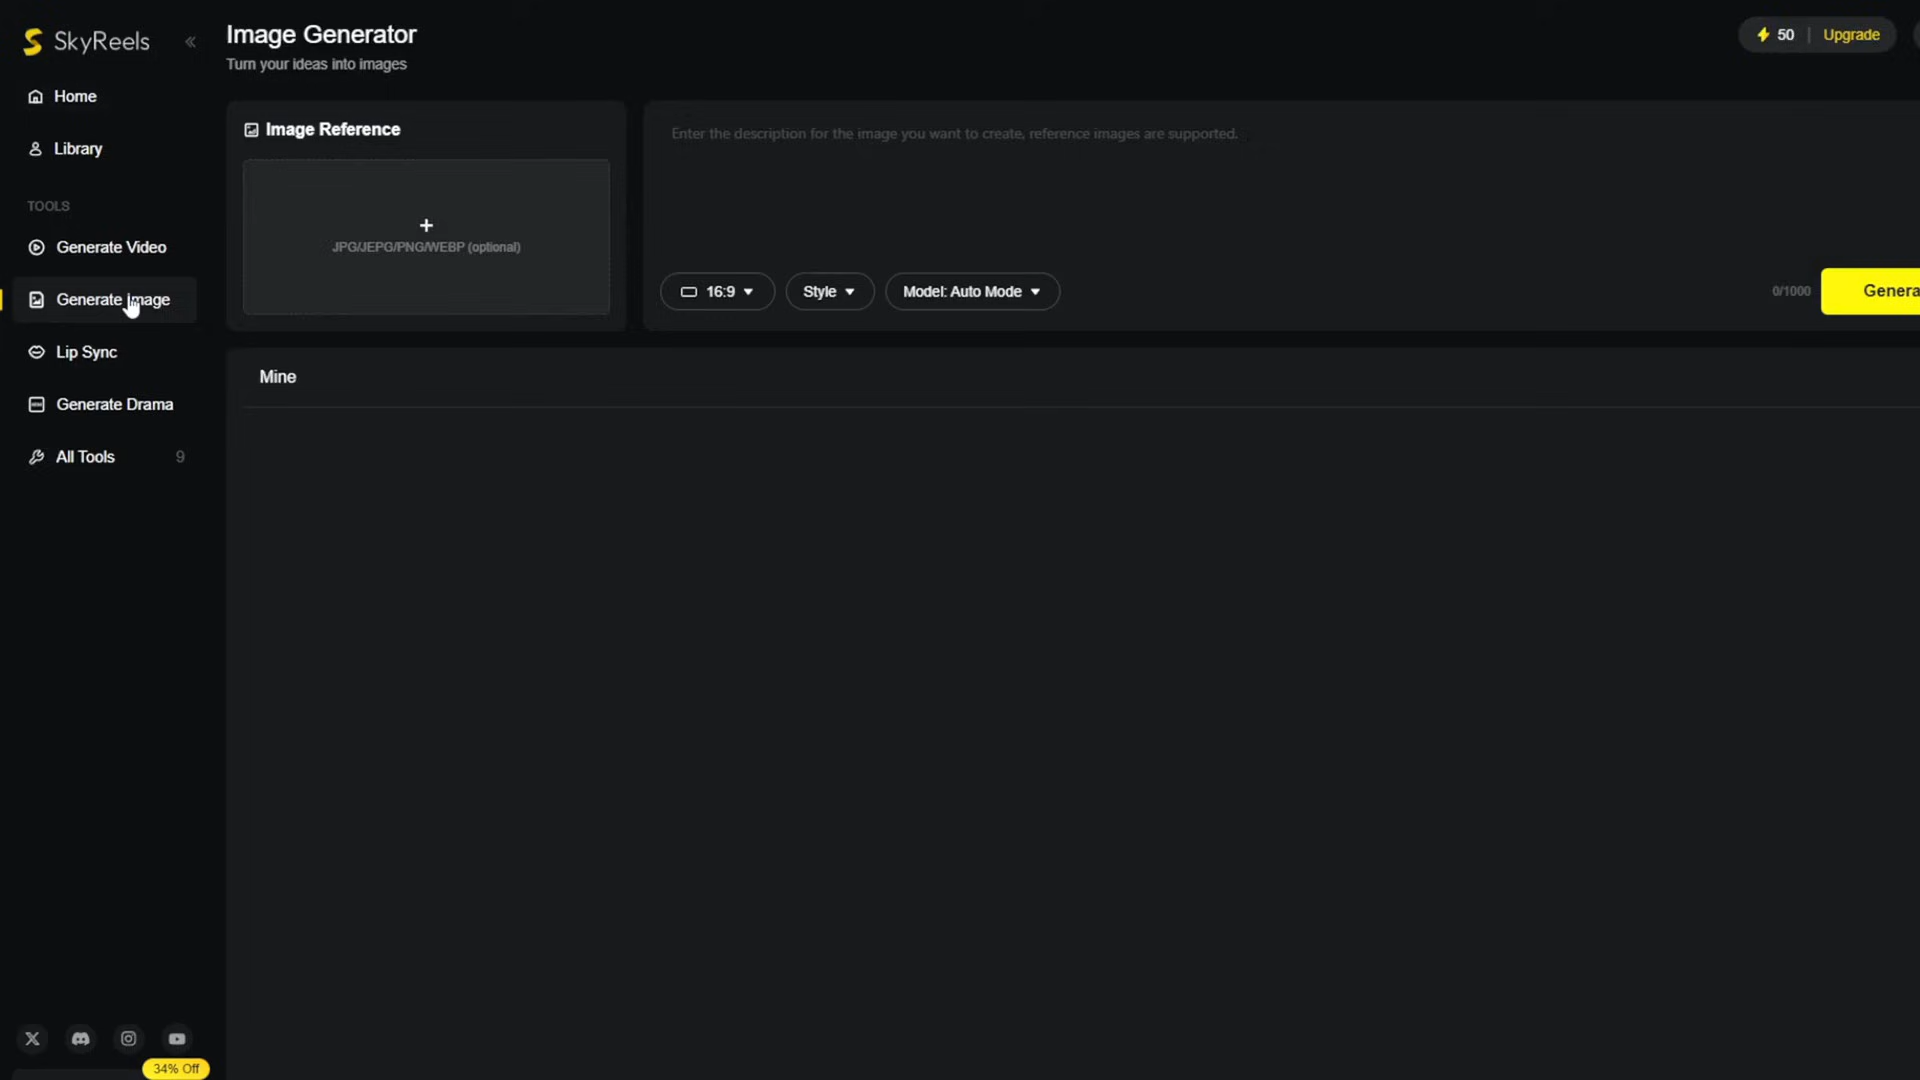 SkyReels
Home
Library
TOOLS
Generate Video
Generate Image
Lip Sync
Generate Drama
All Tools 9
34% Off
Image Generator
Turn your ideas into images
50 | Upgrade
Image Reference
+
JPG/JEPG/PNG/WEBP (optional)
Enter the description for the image you want to create, reference images are supported.
16:9 Style Model: Auto Mode
0/1000 Genera
Mine